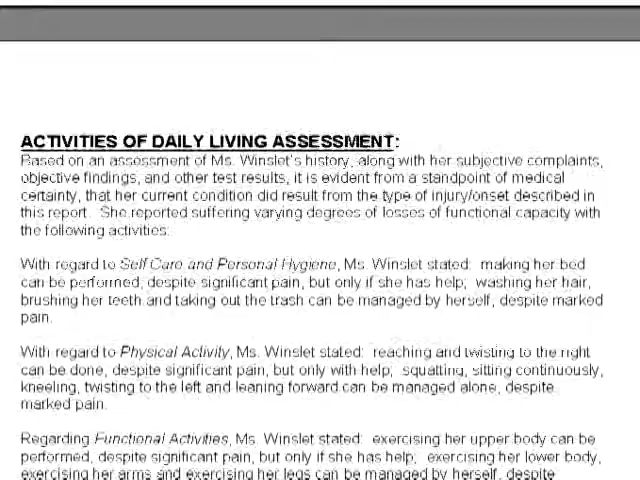 ACTIVITIES OF DAILY LIVING ASSESSMENT:
Based on an assessment of Ms. Winslet's history, along with her subjective complaints,
objective findings, and other test results, it is evident from a standpoint of medical
certainty, that her current condition did result from the type of injury/onset described in
this report. She reported suffering varying degrees of losses of functional capacity with
the following activities:
With regard to Self Care and Personal Hygiene, Ms. Winslet stated: making her bed
can be performed, despite significant pain, but only if she has help; washing her hair,
brushing her teeth and taking out the trash can be managed by herself, despite marked
pain.
With regard to Physical Activity, Ms. Winslet stated: reaching and twisting to the right
can be done, despite significant pain, but only with help; squatting, sitting continuously,
kneeling, twisting to the left and leaning forward can be managed alone, despite
marked pain.
Regarding Functional Activities, Ms. Winslet stated: exercising her upper body can be
performed, despite significant pain, but only if she has help; exercising her lower body,
exercising her arms and exercising her legs can be managed by herself, despite